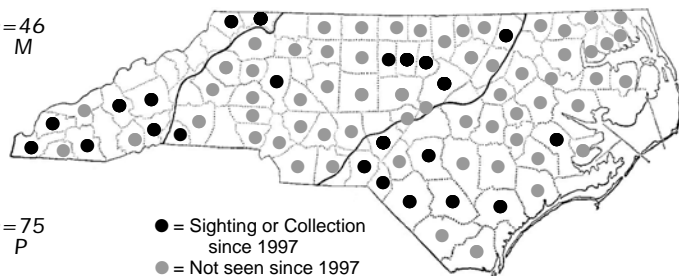 =46
M
=75
P
● = Sighting or Collection
since 1997
● = Not seen since 1997